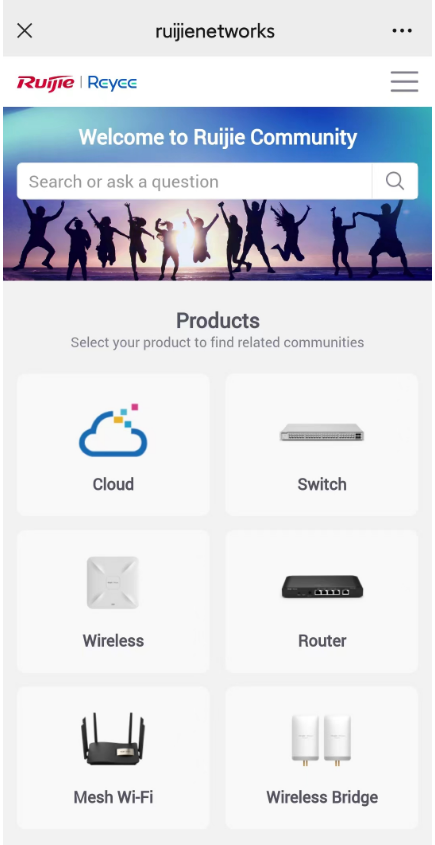 ruijienetworks
Ruijie | Reyee
Welcome to Ruijie Community
Search or ask a question
Products
Select your product to find related communities
Cloud
Switch
Wireless
Router
Mesh Wi-Fi
Wireless Bridge